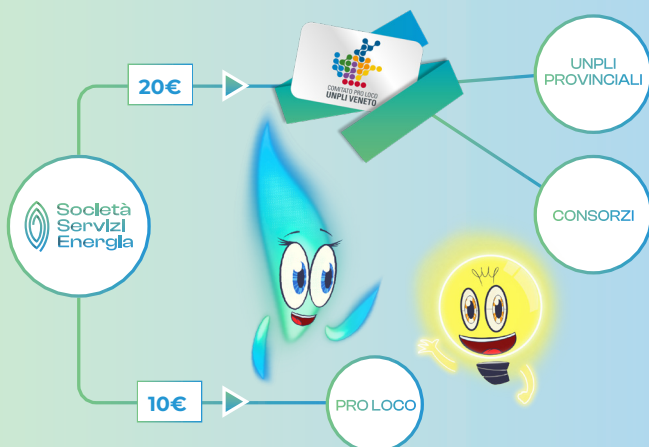 20€
COMITATO PRO LOCO
UNPLI VENETO
UNPLI
PROVINCIALI
Società
Servizi
Energia
CONSORZI
10€
PRO LOCO